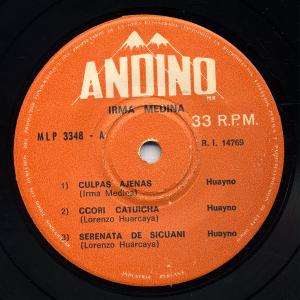 ANDINO
IRMA MEDINA
33 R.P.M.
MLP 3348 - A
R. I. 14769
1) CULPAS AJENAS Huayno
(Irma Medina)
2) CCORI CATUICHA Huayno
(Lorenzo Huarcaya)
3) SERENATA DE SICUANI Huayno
(Lorenzo Huarcaya)
INDUSTRIA PERUANA